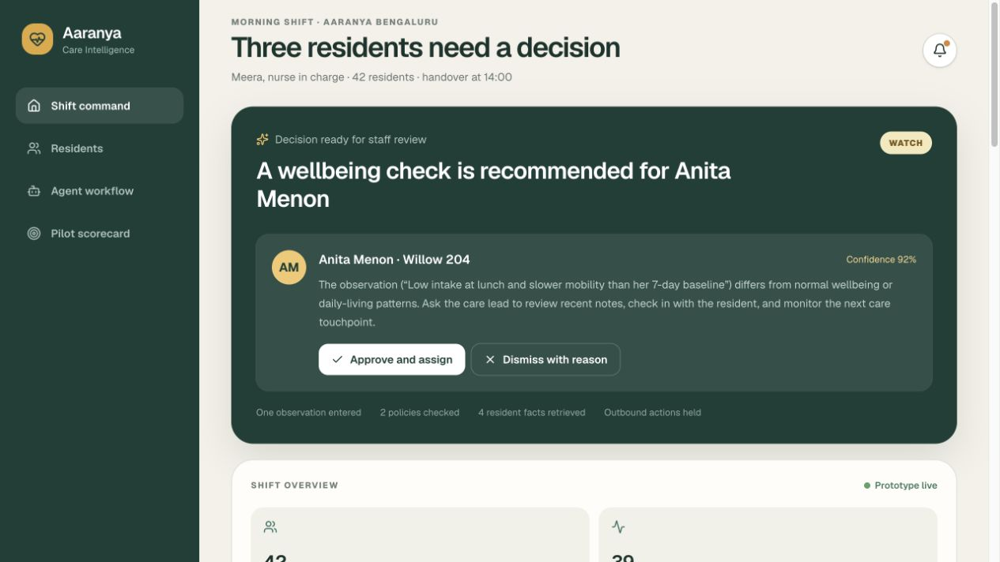 Aaranya
Care Intelligence
Shift command
Residents
Agent workflow
Pilot scorecard
MORNING SHIFT · AARANYA BENGALURU
Three residents need a decision
Meera, nurse in charge · 42 residents · handover at 14:00
Decision ready for staff review
WATCH
A wellbeing check is recommended for Anita
Menon
AM
Anita Menon · Willow 204
Confidence 92%
The observation (“Low intake at lunch and slower mobility than her 7-day baseline”) differs from normal wellbeing or
daily-living patterns. Ask the care lead to review recent notes, check in with the resident, and monitor the next care
touchpoint.
Approve and assign
Dismiss with reason
One observation entered
2 policies checked
4 resident facts retrieved
Outbound actions held
SHIFT OVERVIEW
Prototype live
42
39